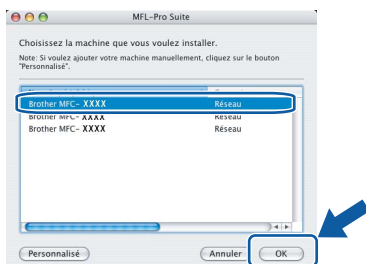 MFL-Pro Suite
Choisissez la machine que vous voulez installer.
Note: Si voulez ajouter votre machine manuellement, cliquez sur le bouton
"Personnalisé".
Brother MFC- XXXX Réseau
Brother MFC- XXXX Réseau
Brother MFC- XXXX Réseau
Personnalisé Annuler OK